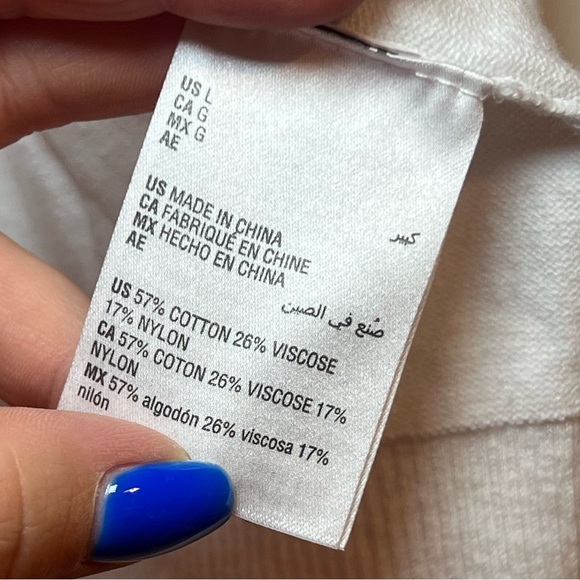 US L
CA G
MX G
AE
كبير
US MADE IN CHINA
CA FABRIQUÉ EN CHINE
MX HECHO EN CHINA
AE
صُنع في الصين
US 57% COTTON 26% VISCOSE
17% NYLON
CA 57% COTON 26% VISCOSE 17%
NYLON
MX 57% algodón 26% viscosa 17%
nilón